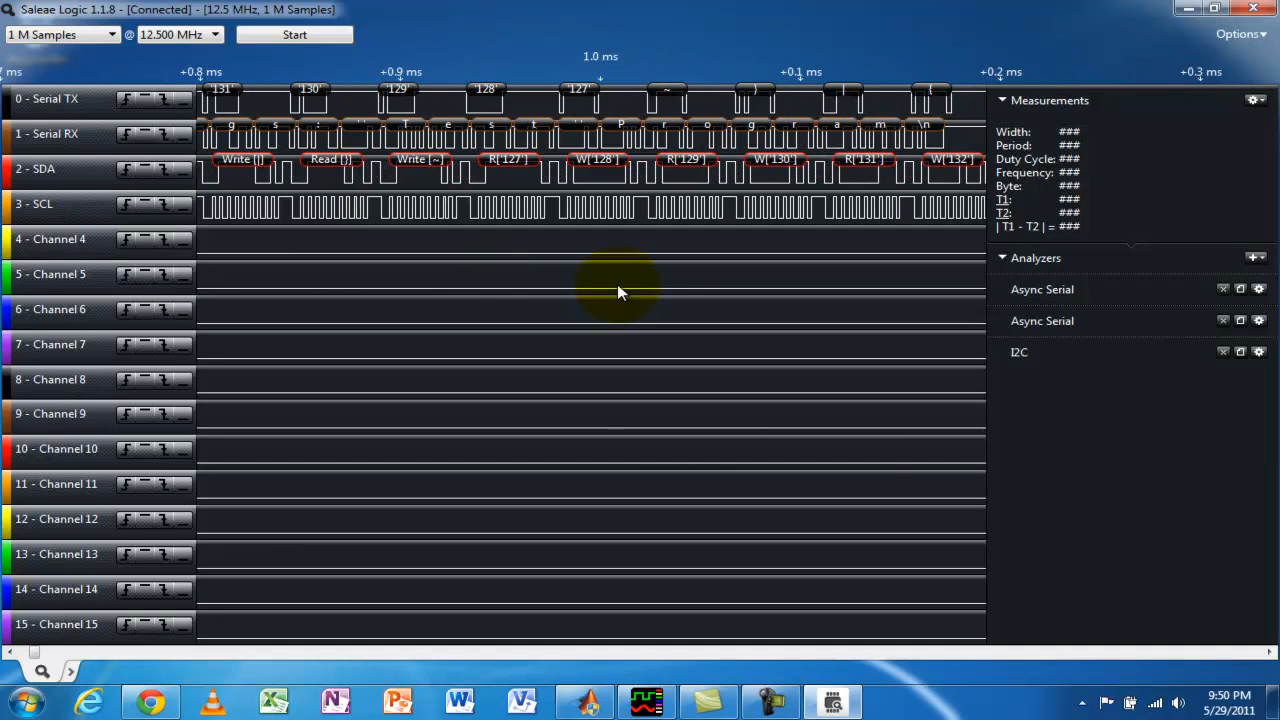 Saleae Logic 1.1.8 - [Connected] - [12.5 MHz, 1 M Samples]
1 M Samples @ 12.500 MHz Start Options
1.0 ms
ms +0.8 ms +0.9 ms +0.1 ms +0.2 ms +0.3 ms
0 - Serial TX '131' '130' '129' '128' '127' ~ } | {
1 - Serial RX g s : ' ' T e s t ' ' P r o g r a m \n
2 - SDA Write [|] Read [}] Write [~] R['127'] W['128'] R['129'] W['130'] R['131'] W['132']
3 - SCL
4 - Channel 4
5 - Channel 5
6 - Channel 6
7 - Channel 7
8 - Channel 8
9 - Channel 9
10 - Channel 10
11 - Channel 11
12 - Channel 12
13 - Channel 13
14 - Channel 14
15 - Channel 15
Measurements
Width: ###
Period: ###
Duty Cycle: ###
Frequency: ###
Byte: ###
T1: ###
T2: ###
| T1 - T2 | = ###
Analyzers
Async Serial
Async Serial
I2C
9:50 PM
5/29/2011